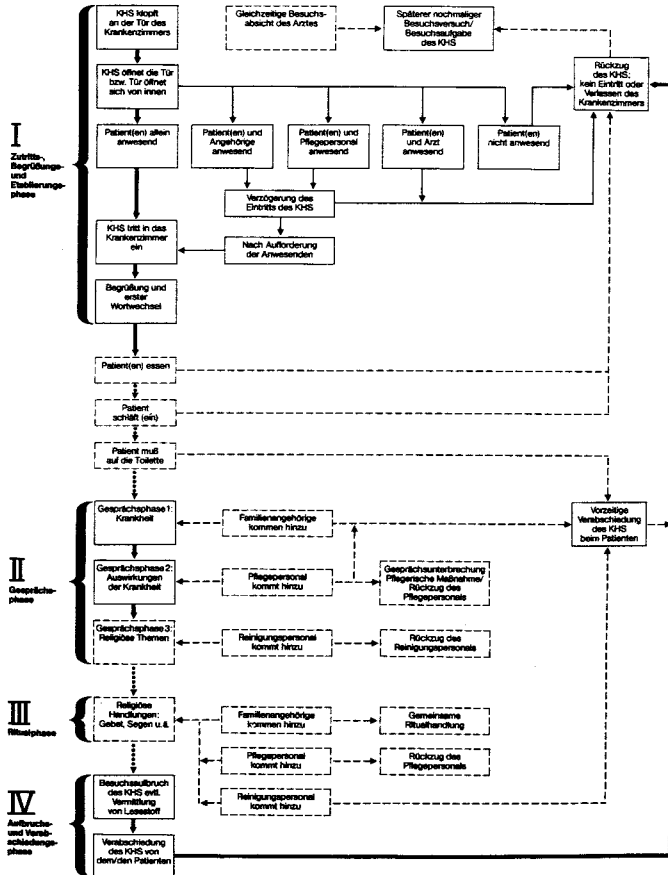 KHS klopft
an der Tür des
Krankenzimmers
Gleichzeitige Besuchs-
absicht des Arztes
Späterer nochmaliger
Besuchsversuch/
Besuchsaufgabe
des KHS
KHS öffnet die Tür
bzw. Tür öffnet
sich von innen
Rückzug
des KHS;
kein Eintritt oder
Verlassen des
Krankenzimmers
I
Zutritts-,
Begrüßungs-
und
Etablierungs-
phase
Patient(en) allein
anwesend
Patient(en) und
Angehörige
anwesend
Patient(en) und
Pflegepersonal
anwesend
Patient(en)
und Arzt
anwesend
Patient(en)
nicht anwesend
Verzögerung des
Eintritts des KHS
KHS tritt in das
Krankenzimmer
ein
Nach Aufforderung
der Anwesenden
Begrüßung und
erster
Wortwechsel
Patient(en) essen
Patient
schläft (ein)
Patient muß
auf die Toilette
II
Gesprächs-
phase
Gesprächsphase 1:
Krankheit
Familienangehörige
kommen hinzu
Vorzeitige
Verabschiedung
des KHS
beim Patienten
Gesprächsphase 2:
Auswirkungen
der Krankheit
Pflegepersonal
kommt hinzu
Gesprächsunterbrechung
Pflegerische Maßnahme/
Rückzug des
Pflegepersonals
Gesprächsphase 3:
Religiöse Themen
Reinigungspersonal
kommt hinzu
Rückzug des
Reinigungspersonals
III
Ritualphase
Religiöse
Handlungen:
Gebet, Segen u.ä.
Familienangehörige
kommen hinzu
Gemeinsame
Ritualhandlung
Pflegepersonal
kommt hinzu
Rückzug des
Pflegepersonals
Reinigungspersonal
kommt hinzu
IV
Aufbruchs-
und Verab-
schiedungs-
phase
Besuchsaufbruch
des KHS evtl.
Vermittlung
von Lesestoff
Verabschiedung
des KHS von
dem/den Patienten